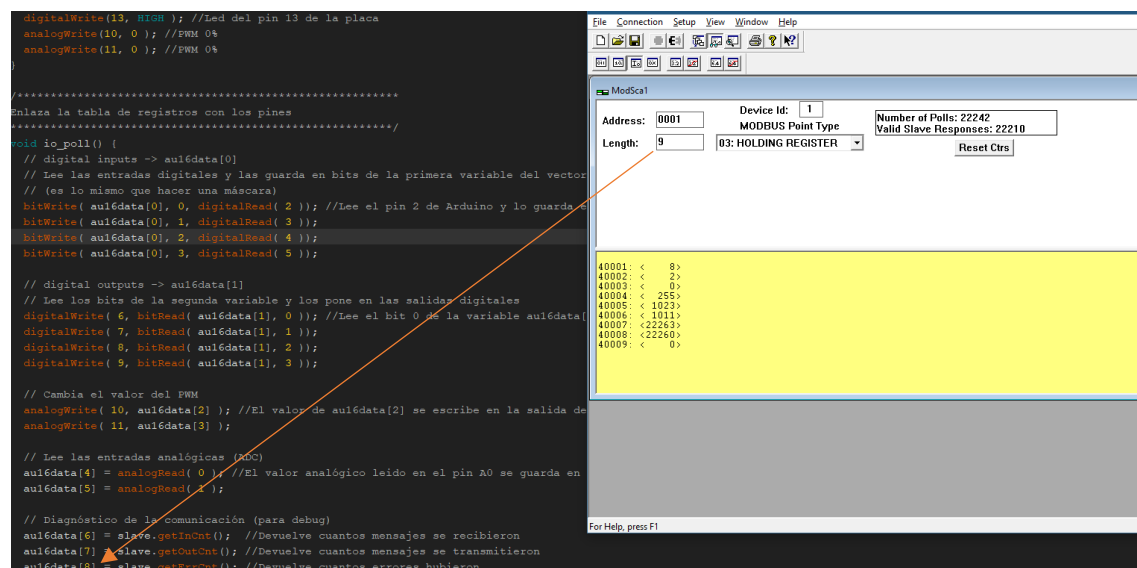 digitalWrite(13, HIGH ); //Led del pin 13 de la placa
analogWrite(10, 0 ); //PWM 0%
analogWrite(11, 0 ); //PWM 0%
}
/*******************************************************
Enlaza la tabla de registros con los pines
*******************************************************/
void io_poll() {
// digital inputs -> au16data[0]
// Lee las entradas digitales y las guarda en bits de la primera variable del vector
// (es lo mismo que hacer una máscara)
bitWrite( au16data[0], 0, digitalRead( 2 )); //Lee el pin 2 de Arduino y lo guarda e
bitWrite( au16data[0], 1, digitalRead( 3 ));
bitWrite( au16data[0], 2, digitalRead( 4 ));
bitWrite( au16data[0], 3, digitalRead( 5 ));
// digital outputs -> au16data[1]
// Lee los bits de la segunda variable y los pone en las salidas digitales
digitalWrite( 6, bitRead( au16data[1], 0 )); //Lee el bit 0 de la variable au16data[
digitalWrite( 7, bitRead( au16data[1], 1 ));
digitalWrite( 8, bitRead( au16data[1], 2 ));
digitalWrite( 9, bitRead( au16data[1], 3 ));
// Cambia el valor del PWM
analogWrite( 10, au16data[2] ); //El valor de au16data[2] se escribe en la salida de
analogWrite( 11, au16data[3] );
// Lee las entradas analógicas (ADC)
au16data[4] = analogRead( 0 ); //El valor analógico leido en el pin A0 se guarda en
au16data[5] = analogRead( 1 );
// Diagnóstico de la comunicación (para debug)
au16data[6] = slave.getInCnt(); //Devuelve cuantos mensajes se recibieron
au16data[7] = slave.getOutCnt(); //Devuelve cuantos mensajes se transmitieron
au16data[8] = slave.getErrCnt(); //Devuelve cuantos errores hubieron
File Connection Setup View Window Help
ModSca1
Address: 0001
Device Id: 1
MODBUS Point Type
Length: 9
03: HOLDING REGISTER
Number of Polls: 22242
Valid Slave Responses: 22210
Reset Ctrs
40001: < 8>
40002: < 2>
40003: < 0>
40004: < 255>
40005: < 1023>
40006: < 1011>
40007: <22263>
40008: <22260>
40009: < 0>
For Help, press F1